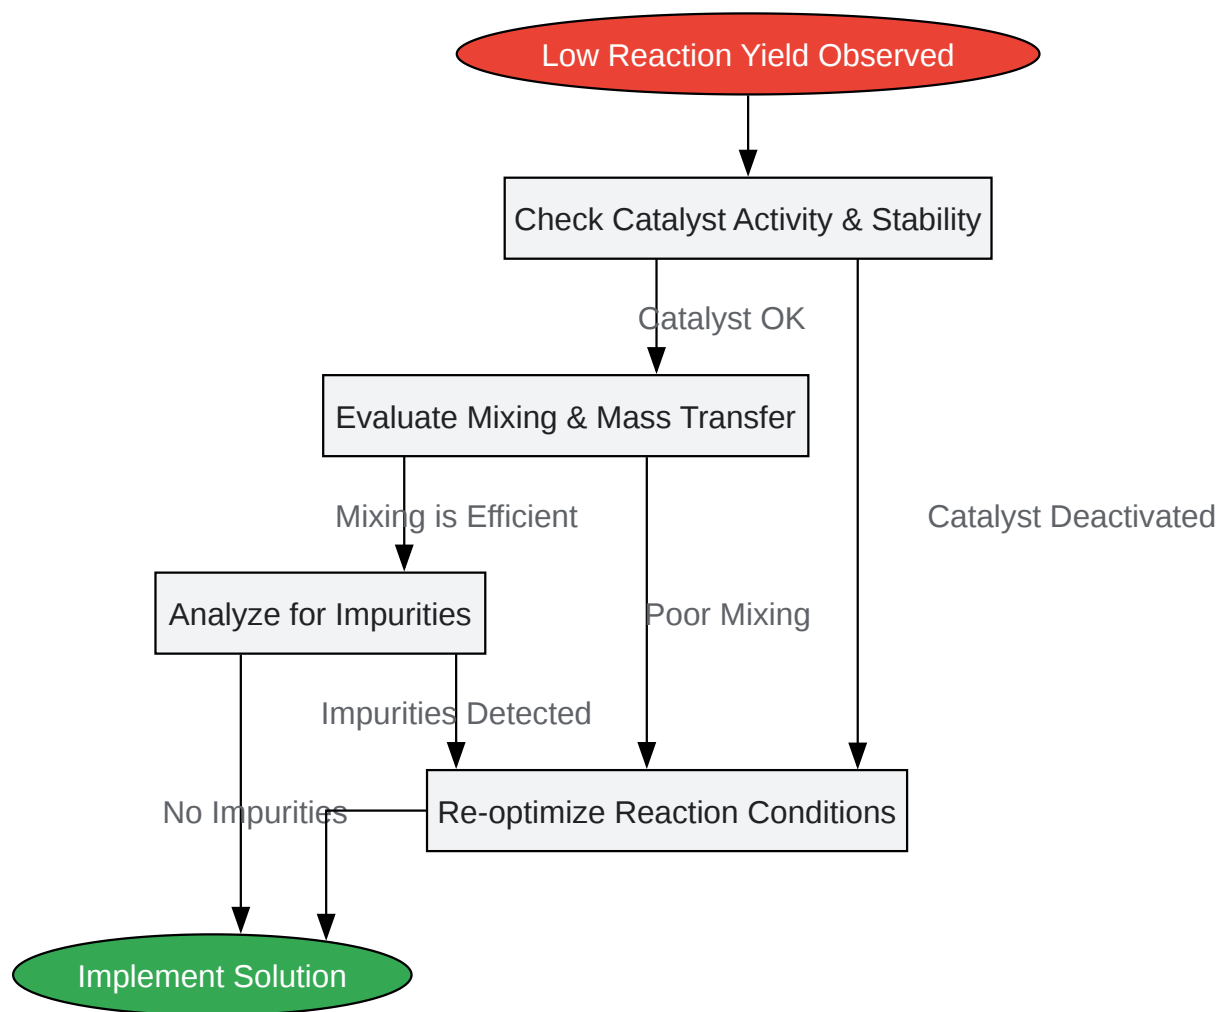 Low Reaction Yield Observed
Check Catalyst Activity & Stability
Catalyst OK
Evaluate Mixing & Mass Transfer
Mixing is Efficient
Catalyst Deactivated
Analyze for Impurities
Poor Mixing
Impurities Detected
No Impurities
Re-optimize Reaction Conditions
Implement Solution